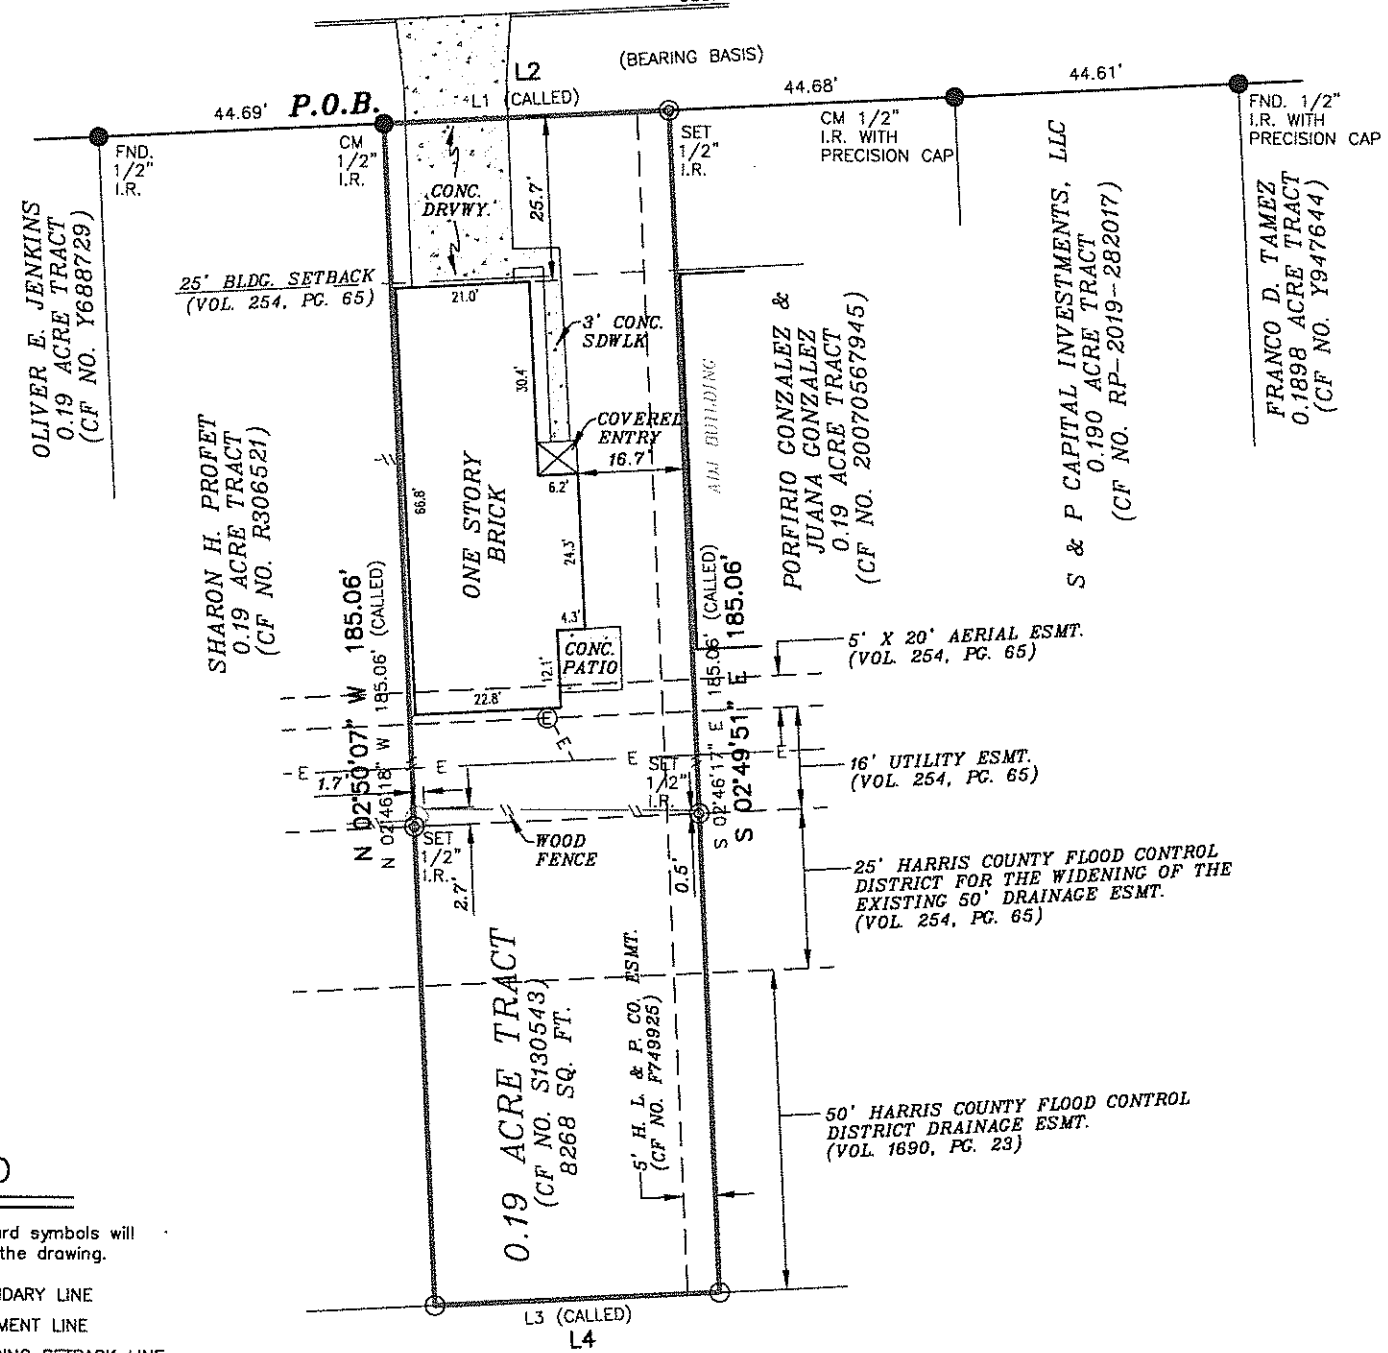 (BEARING BASIS)
L2
L1 (CALLED)
44.69'
P.O.B.
44.68'
44.61'
FND.
1/2"
I.R.
CM
1/2"
I.R.
SET
1/2"
I.R.
CM 1/2"
I.R. WITH
PRECISION CAP
FND. 1/2"
I.R. WITH
PRECISION CAP
OLIVER E. JENKINS
0.19 ACRE TRACT
(CF NO. Y688729)
CONC.
DRVWY.
25.7'
25' BLDG. SETBACK
(VOL. 254, PG. 65)
21.0'
3' CONC.
SDWLK
30.4'
COVERED
ENTRY
16.7'
6.2'
ADJ BUILDING
PORFIRIO GONZALEZ &
JUANA GONZALEZ
0.19 ACRE TRACT
(CF NO. 20070567945)
S & P CAPITAL INVESTMENTS, LLC
0.190 ACRE TRACT
(CF NO. RP-2019-282017)
FRANCO D. TAMEZ
0.1898 ACRE TRACT
(CF NO. Y947644)
SHARON H. PROFET
0.19 ACRE TRACT
(CF NO. R306521)
66.8'
ONE STORY
BRICK
24.3'
4.3'
CONC.
PATIO
12.1'
22.8'
N 02°50'07" W 185.06'
N 02°46'18" W 185.06' (CALLED)
S 02°46'17" E 185.06' (CALLED)
S 02°49'51" E 185.06'
5' X 20' AERIAL ESMT.
(VOL. 254, PG. 65)
E
E
E
E
E
E
16' UTILITY ESMT.
(VOL. 254, PG. 65)
1.7'
SET
1/2"
I.R.
SET
1/2"
I.R.
WOOD
FENCE
2.7'
0.5'
25' HARRIS COUNTY FLOOD CONTROL
DISTRICT FOR THE WIDENING OF THE
EXISTING 50' DRAINAGE ESMT.
(VOL. 254, PG. 65)
0.19 ACRE TRACT
(CF NO. S130543)
8268 SQ. FT.
5' H. L. & P. CO. ESMT.
(CF NO. F749925)
50' HARRIS COUNTY FLOOD CONTROL
DISTRICT DRAINAGE ESMT.
(VOL. 1690, PG. 23)
L3 (CALLED)
L4
D
rd symbols will
the drawing.
DARY LINE
MENT LINE